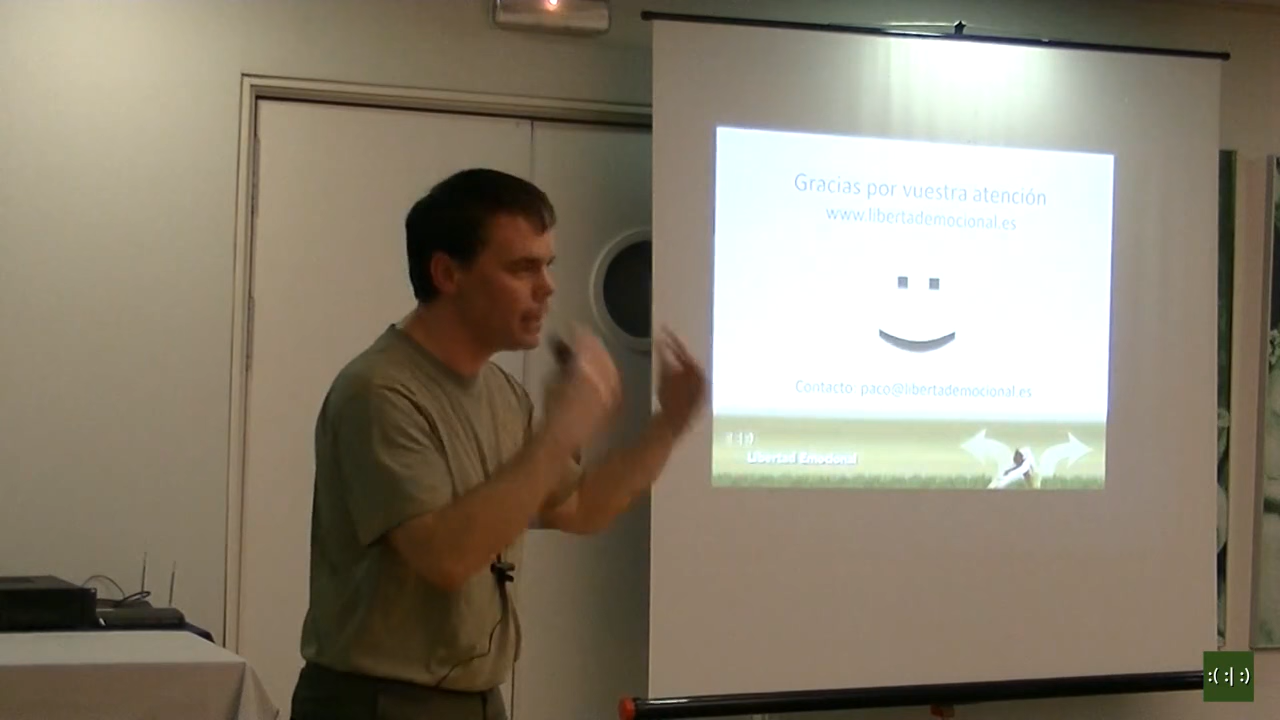 Gracias por vuestra atención
www.libertademocional.es
Contacto: paco@libertademocional.es
:( :| :)
Libertad Emocional
:( :| :)